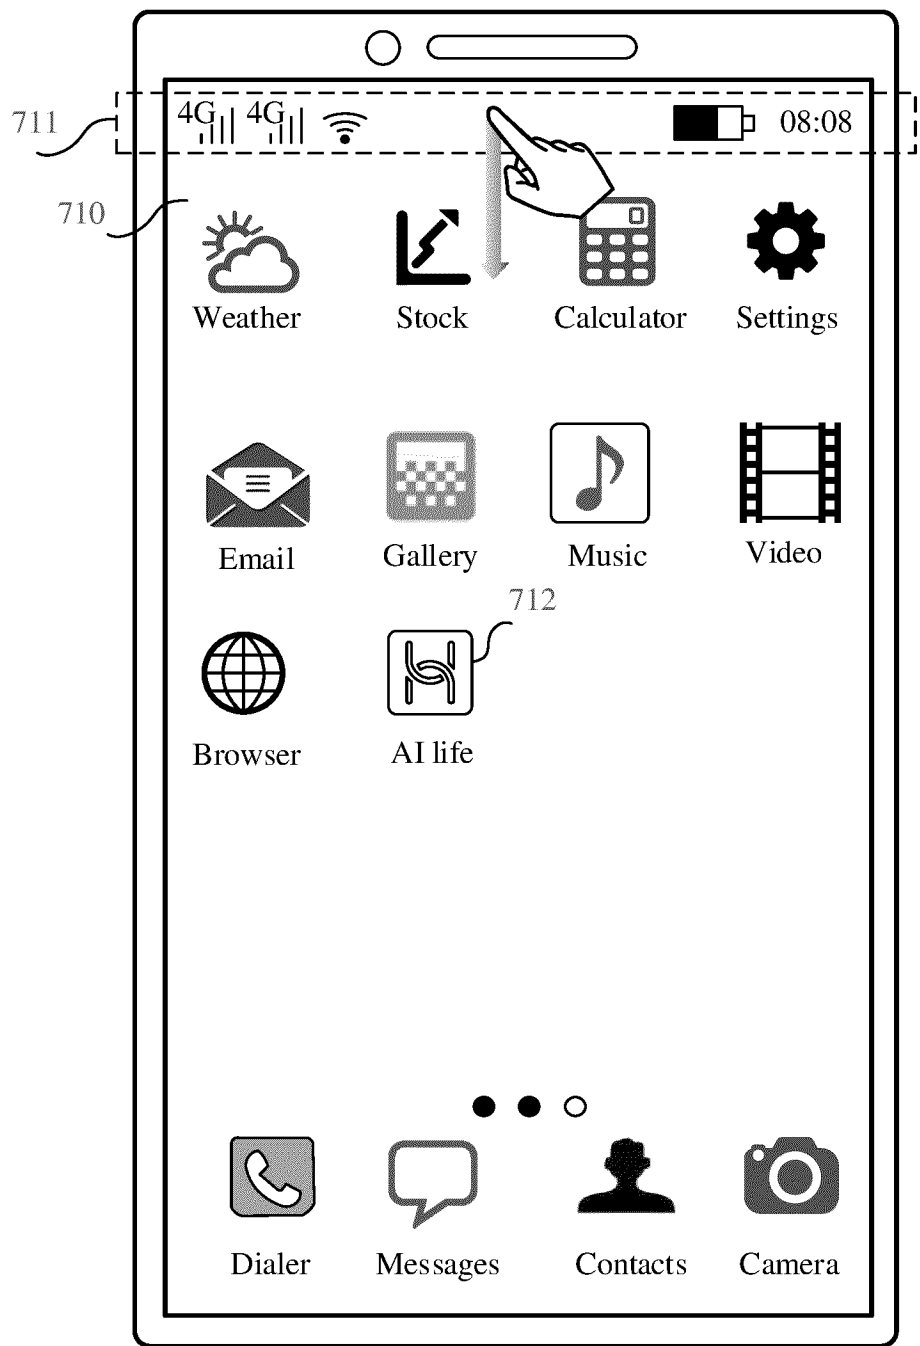 711
4G 4G 08:08
710
Weather Stock Calculator Settings
Email Gallery Music Video
712
Browser AI life
Dialer Messages Contacts Camera